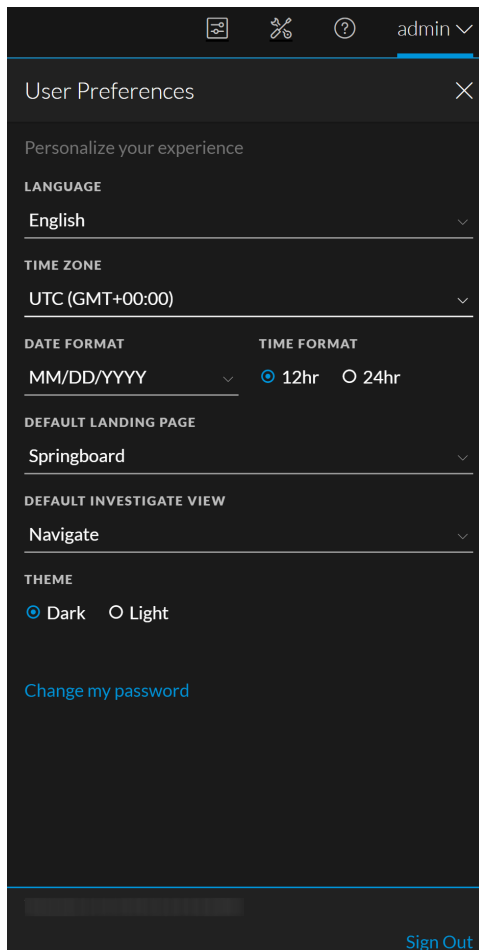 admin
User Preferences
Personalize your experience
LANGUAGE
English
TIME ZONE
UTC (GMT+00:00)
DATE FORMAT TIME FORMAT
MM/DD/YYYY 12hr 24hr
DEFAULT LANDING PAGE
Springboard
DEFAULT INVESTIGATE VIEW
Navigate
THEME
Dark Light
Change my password
Sign Out